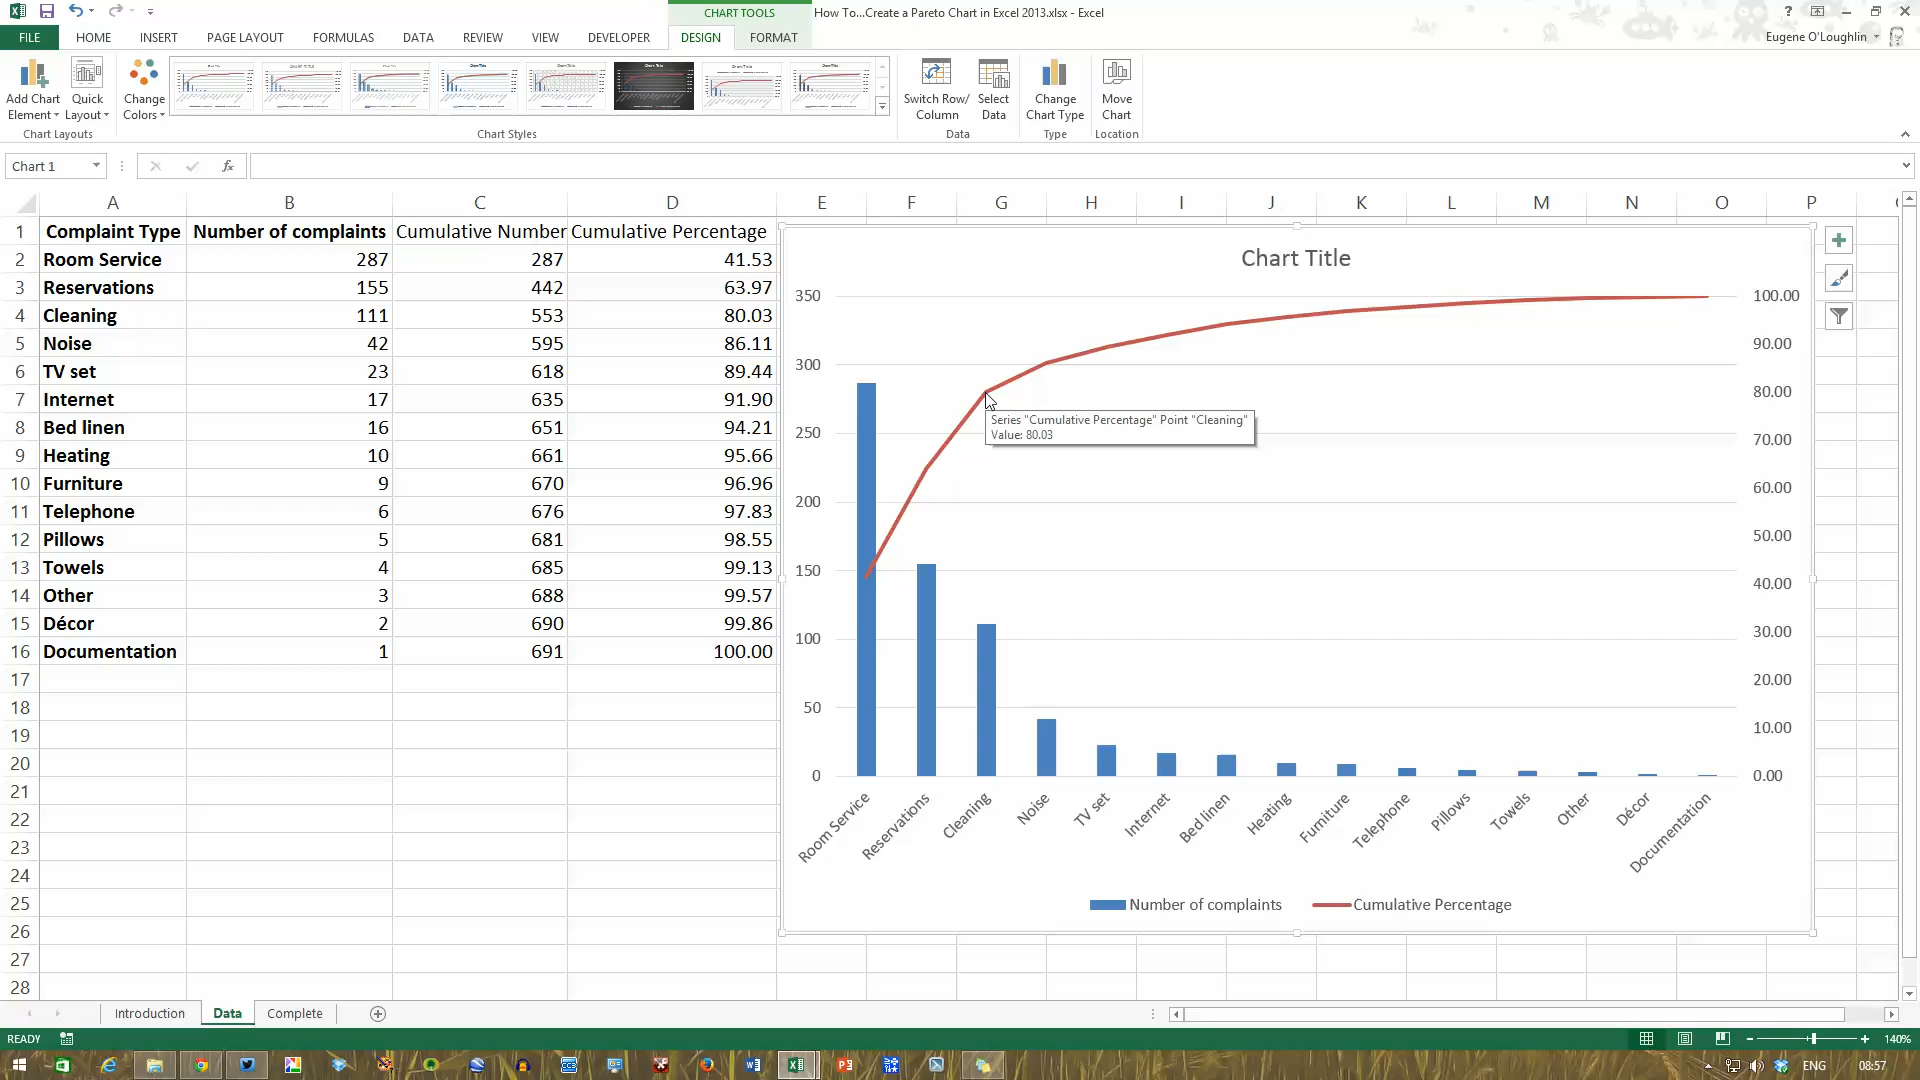 CHART TOOLS
How To...Create a Pareto Chart in Excel 2013.xlsx - Excel
FILE HOME INSERT PAGE LAYOUT FORMULAS DATA REVIEW VIEW DEVELOPER DESIGN FORMAT Eugene O'Loughlin
Add Chart Element Quick Layout Change Colors Switch Row/ Column Select Data Change Chart Type Move Chart
Chart Layouts Chart Styles Data Type Location
Chart 1 fx
A B C D E F G H I J K L M N O P
1 Complaint Type Number of complaints Cumulative Number Cumulative Percentage
2 Room Service 287 287 41.53
3 Reservations 155 442 63.97
4 Cleaning 111 553 80.03
5 Noise 42 595 86.11
6 TV set 23 618 89.44
7 Internet 17 635 91.90
8 Bed linen 16 651 94.21
9 Heating 10 661 95.66
10 Furniture 9 670 96.96
11 Telephone 6 676 97.83
12 Pillows 5 681 98.55
13 Towels 4 685 99.13
14 Other 3 688 99.57
15 Décor 2 690 99.86
16 Documentation 1 691 100.00
17
18
19
20
21
22
23
24
25
26
27
28
Chart Title
350
300
250
200
150
100
50
0
100.00
90.00
80.00
70.00
60.00
50.00
40.00
30.00
20.00
10.00
0.00
Series "Cumulative Percentage" Point "Cleaning"
Value: 80.03
Room Service Reservations Cleaning Noise TV set Internet Bed linen Heating Furniture Telephone Pillows Towels Other Décor Documentation
Number of complaints Cumulative Percentage
Introduction Data Complete
READY 140%
ENG 08:57